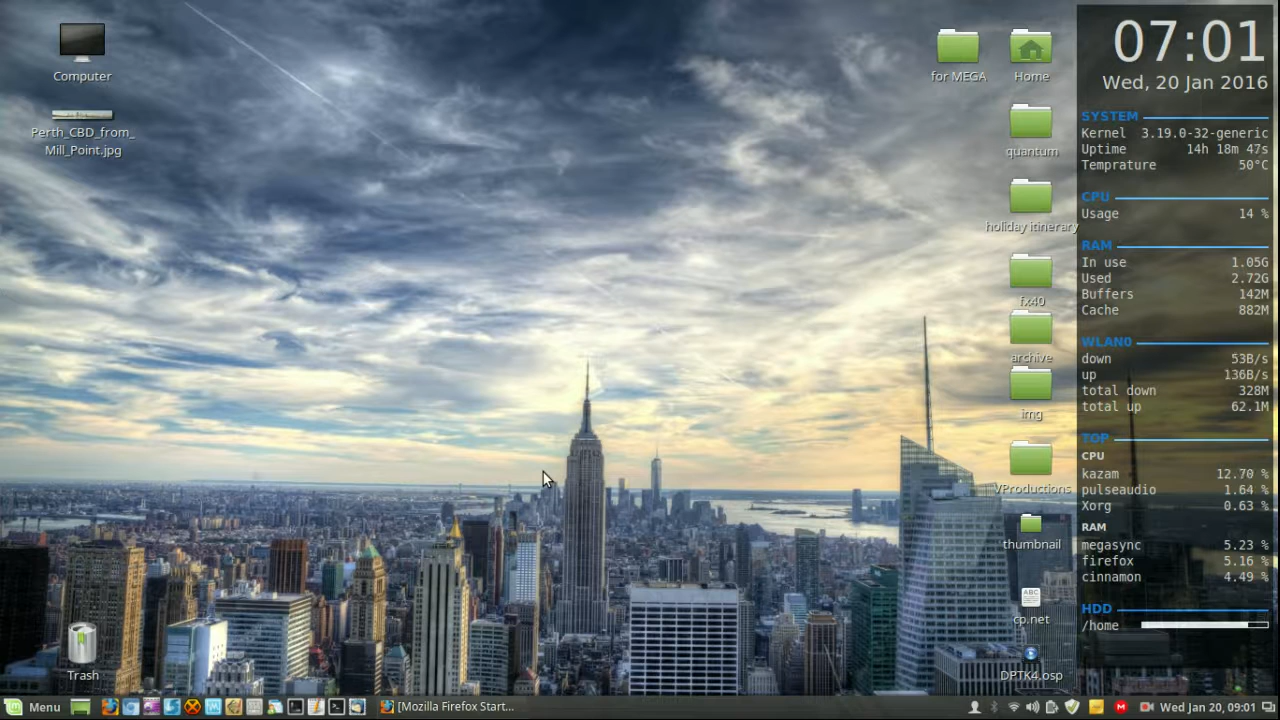 Computer
Perth_CBD_from_
Mill_Point.jpg
Trash
for MEGA
Home
quantum
holiday itinerary
fx40
archive
img
VProductions
thumbnail
ABC
cp.net
DPTK4.osp
07:01
Wed, 20 Jan 2016
SYSTEM
Kernel 3.19.0-32-generic
Uptime 14h 18m 47s
Temprature 50°C
CPU
Usage 14 %
RAM
In use 1.05G
Used 2.72G
Buffers 142M
Cache 882M
WLAN0
down 53B/s
up 136B/s
total down 328M
total up 62.1M
TOP
CPU
kazam 12.70 %
pulseaudio 1.64 %
Xorg 0.63 %
RAM
megasync 5.23 %
firefox 5.16 %
cinnamon 4.49 %
HDD
/home
Menu
[Mozilla Firefox Start...
M
Wed Jan 20, 09:01